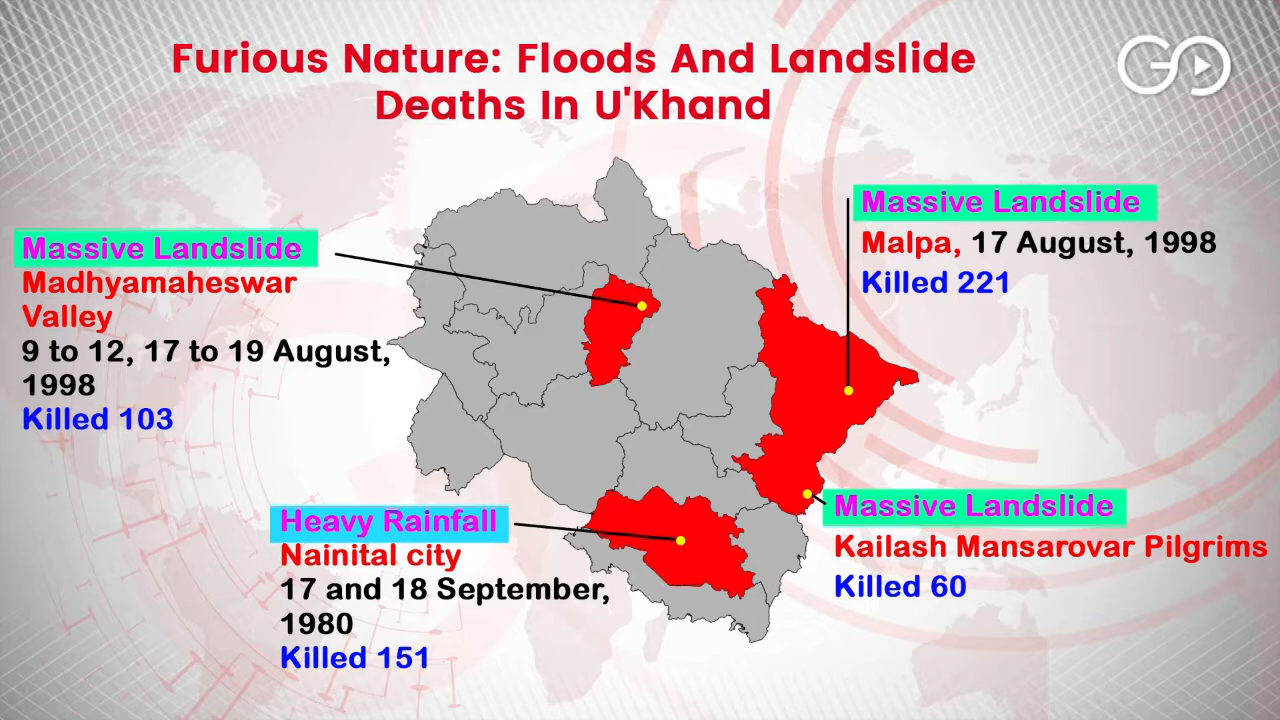 Furious Nature: Floods And Landslide
Deaths In U'Khand
GO
Massive Landslide
Madhyamaheswar
Valley
9 to 12, 17 to 19 August,
1998
Killed 103
Massive Landslide
Malpa, 17 August, 1998
Killed 221
Heavy Rainfall
Nainital city
17 and 18 September,
1980
Killed 151
Massive Landslide
Kailash Mansarovar Pilgrims
Killed 60